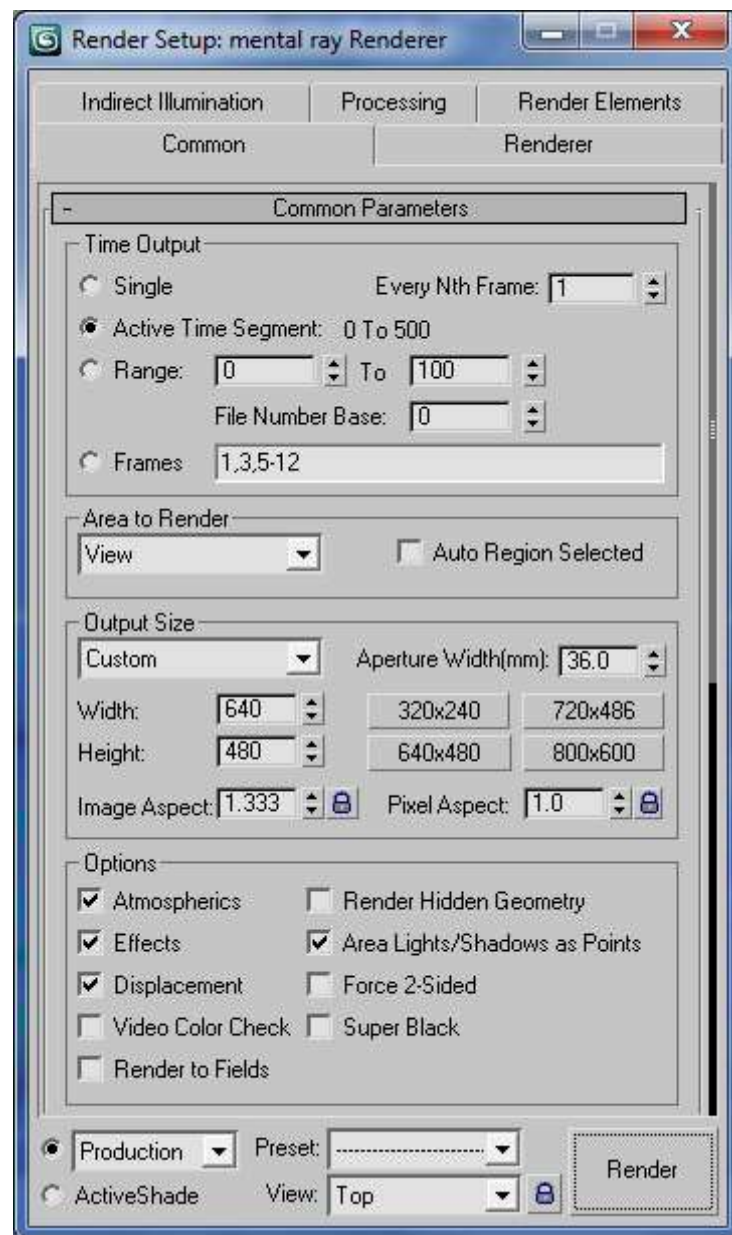 Render Setup: mental ray Renderer
Indirect Illumination Processing Render Elements
Common Renderer
- Common Parameters
Time Output
Single Every Nth Frame: 1
Active Time Segment: 0 To 500
Range: 0 To 100
File Number Base: 0
Frames 1,3,5-12
Area to Render
View Auto Region Selected
Output Size
Custom Aperture Width(mm): 36.0
Width: 640 320x240 720x486
Height: 480 640x480 800x600
Image Aspect: 1.333 Pixel Aspect: 1.0
Options
Atmospherics Render Hidden Geometry
Effects Area Lights/Shadows as Points
Displacement Force 2-Sided
Video Color Check Super Black
Render to Fields
Production Preset: --------------------
ActiveShade View: Top Render